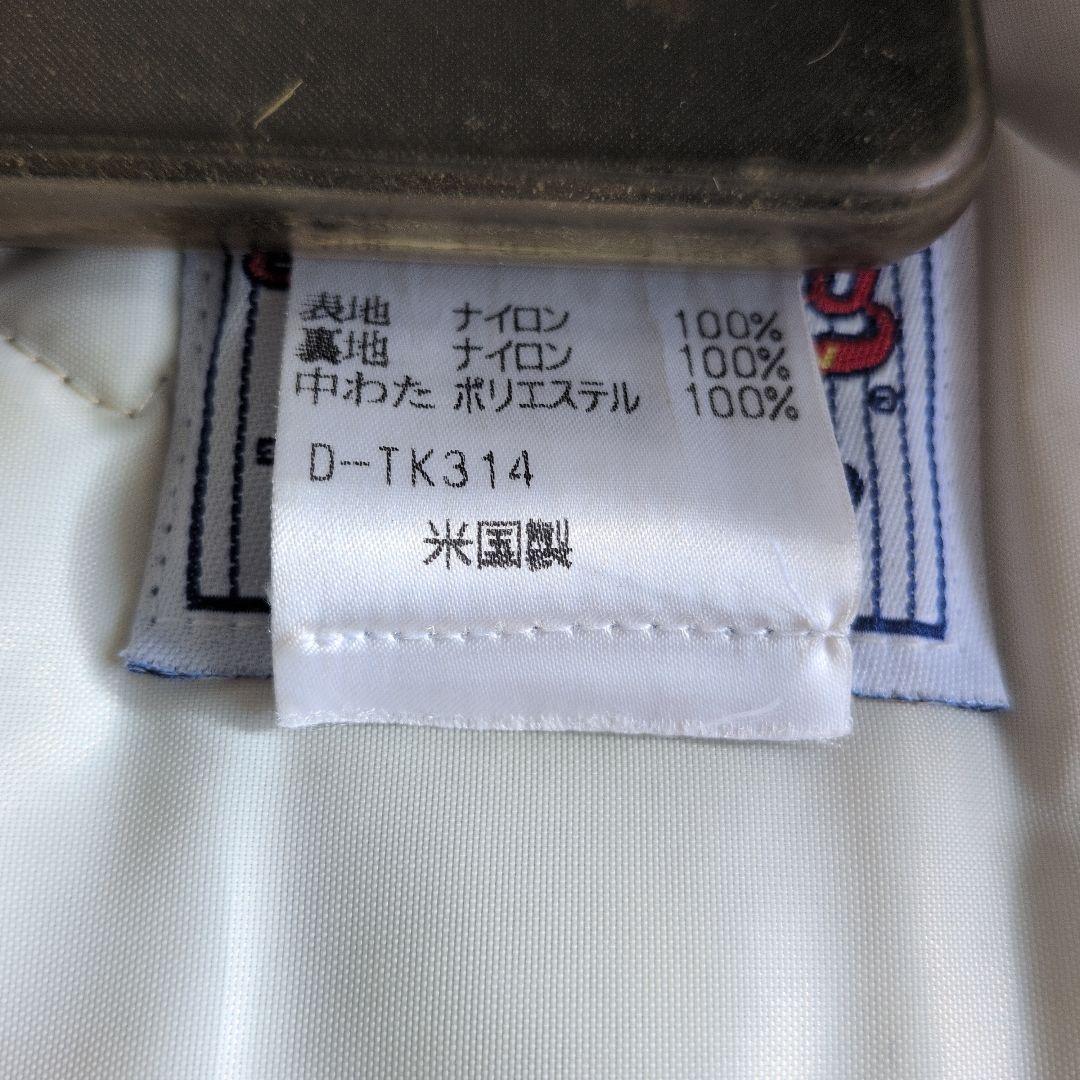 表地 ナイロン 100%
裏地 ナイロン 100%
中わた ポリエステル 100%
D-TK314
米国製
®